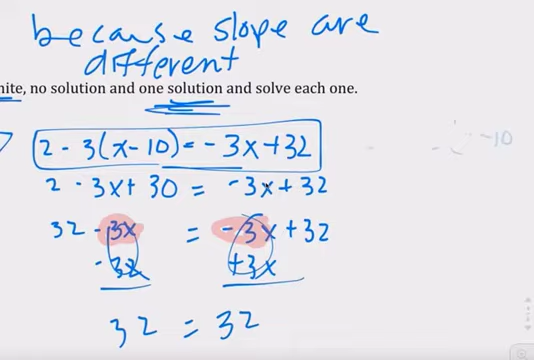 because slope are
different
nite, no solution and one solution and solve each one.
2 - 3(x-10) = -3x+32
2 - 3x+ 30 = -3x+32
32 - 3x = -3x+32
- 3x +3x
32 = 32
-10